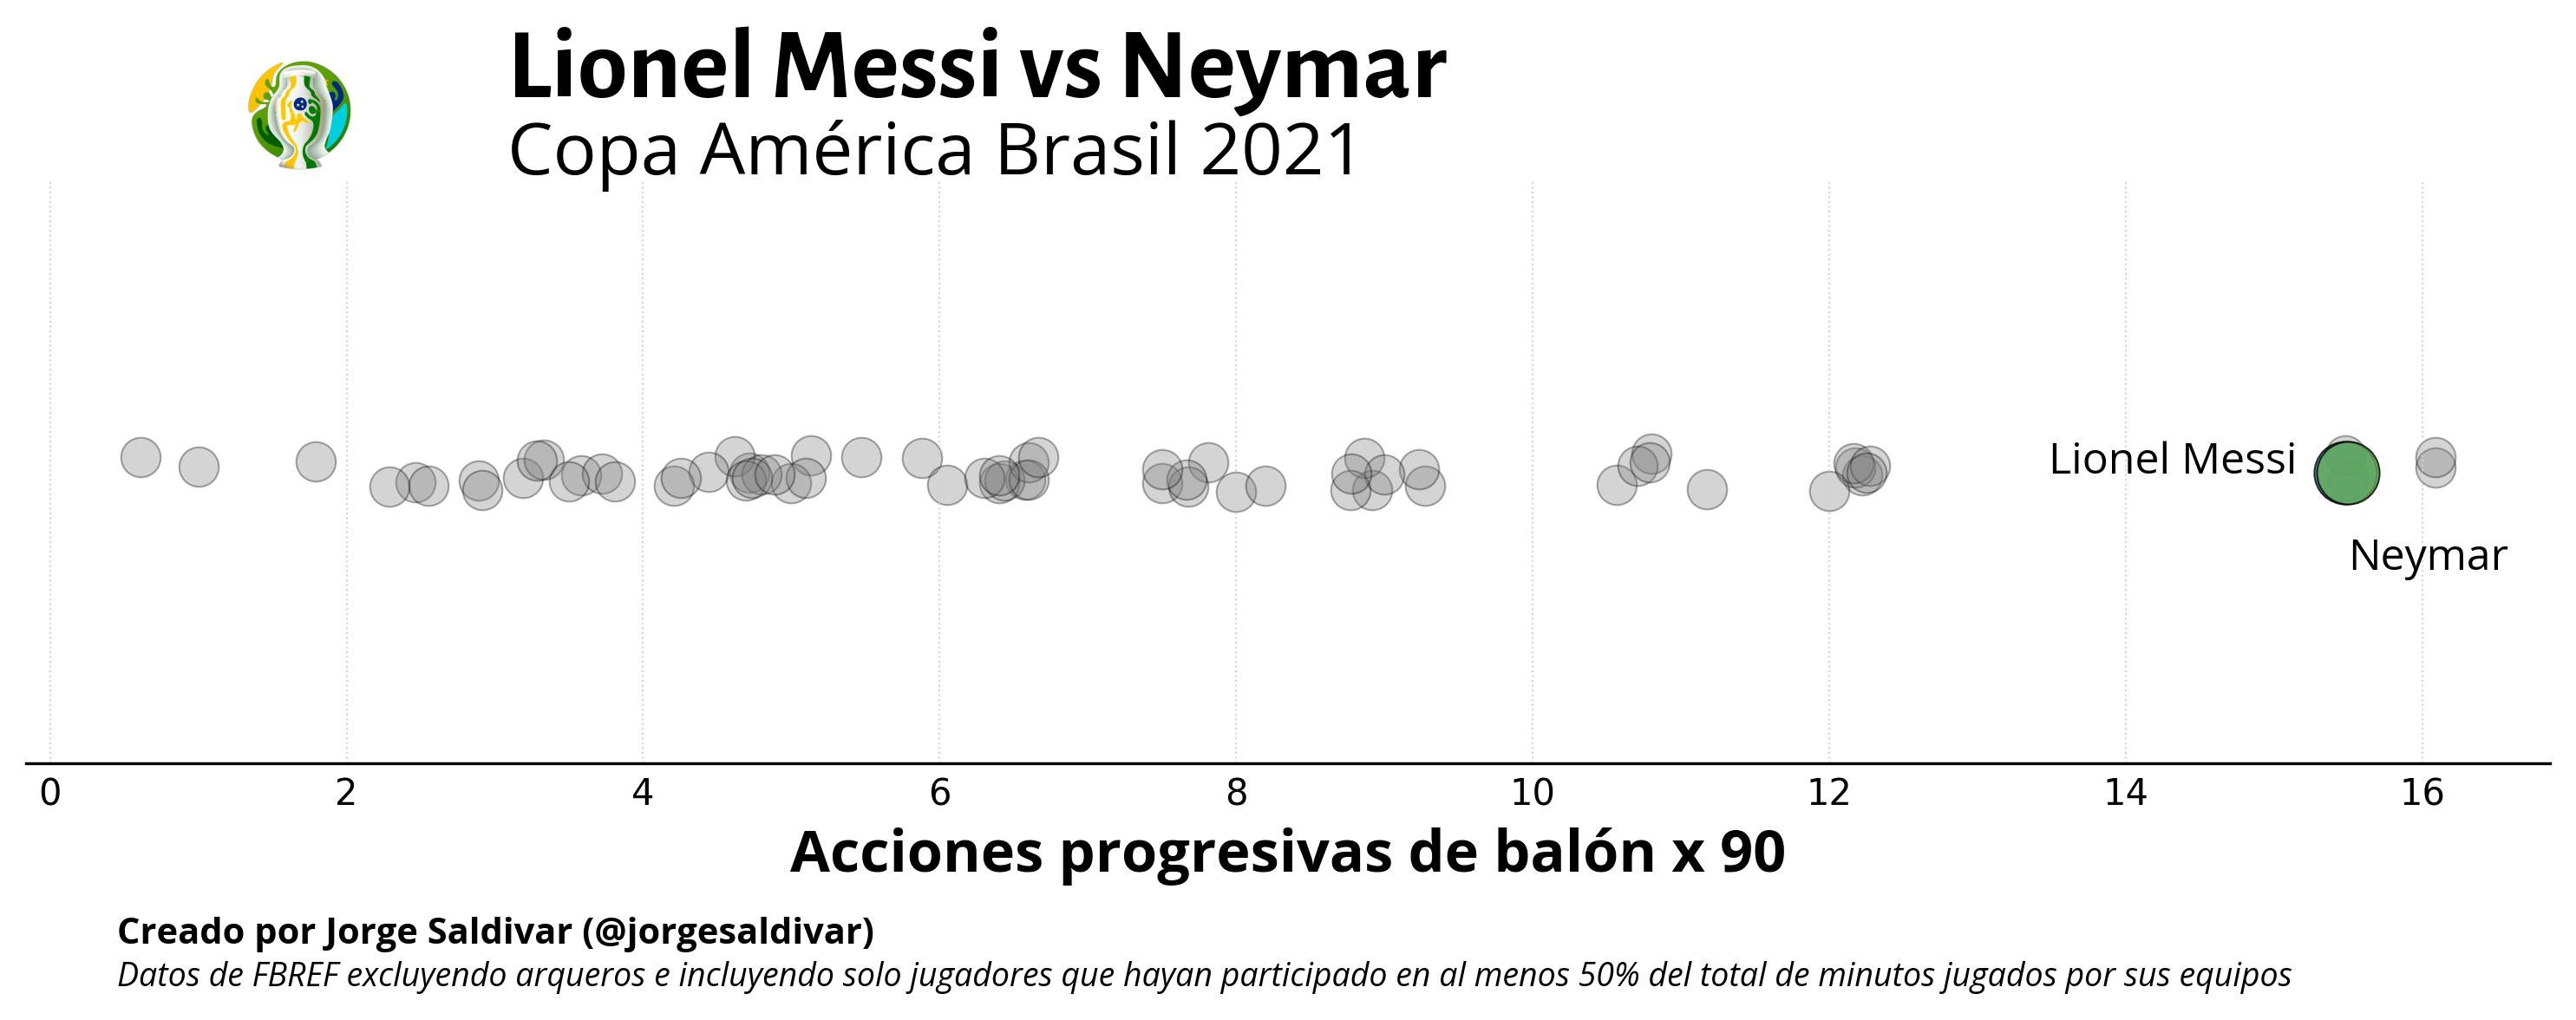 Lionel Messi vs Neymar
Copa América Brasil 2021
Lionel Messi
Neymar
0 2 4 6 8 10 12 14 16
Acciones progresivas de balón x 90
Creado por Jorge Saldivar (@jorgesaldivar)
Datos de FBREF excluyendo arqueros e incluyendo solo jugadores que hayan participado en al menos 50% del total de minutos jugados por sus equipos